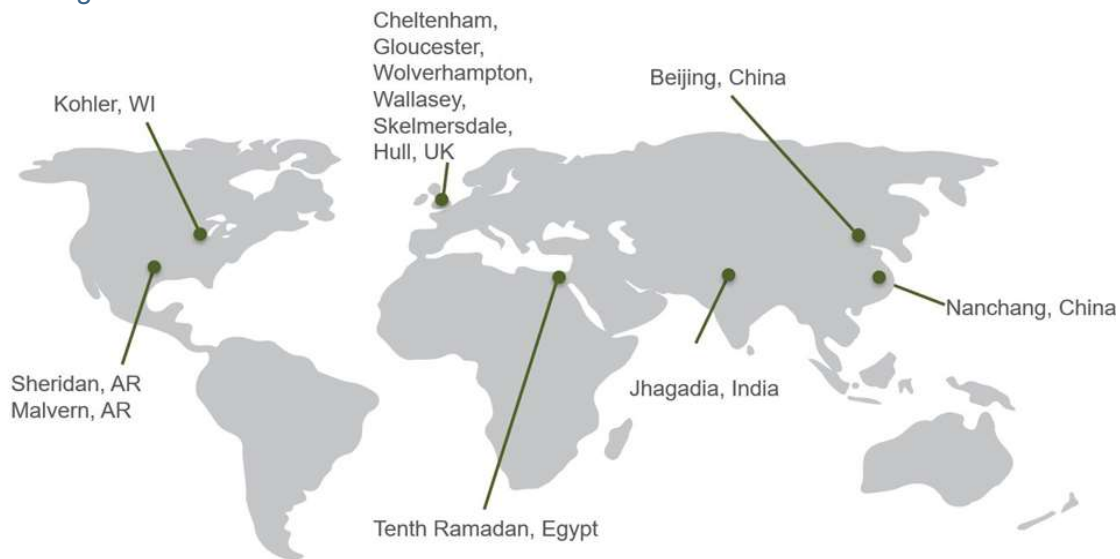 Cheltenham,
Gloucester,
Wolverhampton,
Wallasey,
Skelmersdale,
Hull, UK
Beijing, China
Kohler, WI
Nanchang, China
Sheridan, AR
Malvern, AR
Jhagadia, India
Tenth Ramadan, Egypt